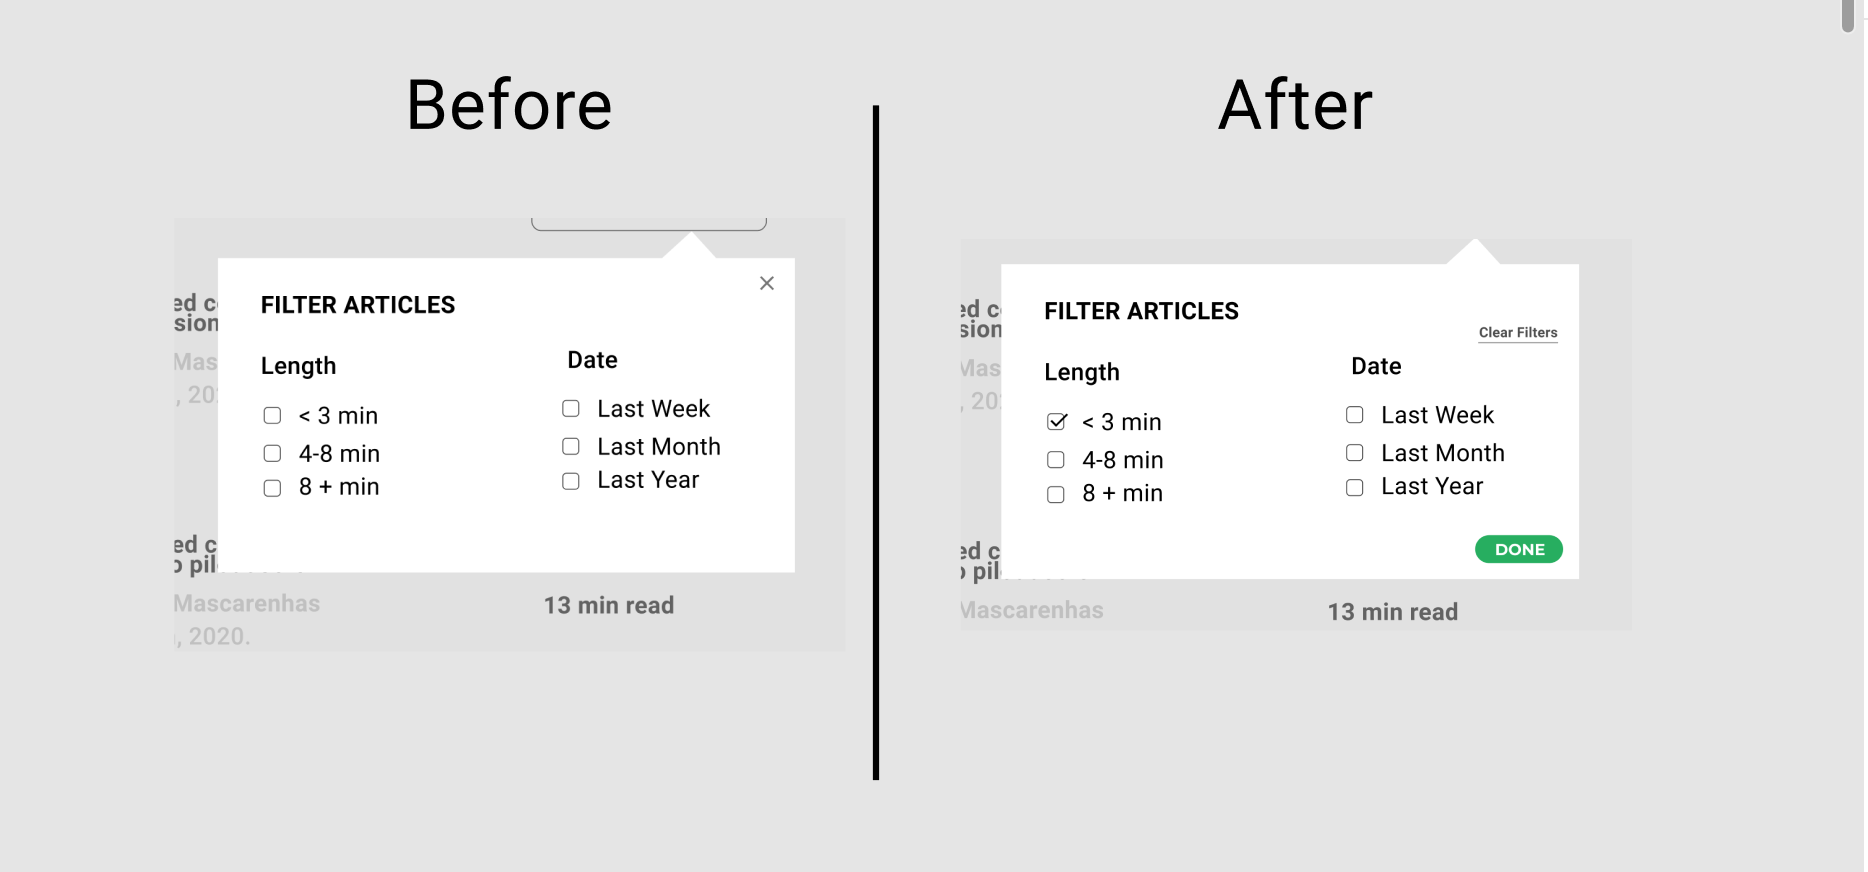 Before
After
ed c
sion
Mas
, 202
FILTER ARTICLES
Length
< 3 min
4-8 min
8 + min
Date
Last Week
Last Month
Last Year
ed c
o pil
Mascarenhas
, 2020.
13 min read
ed c
sion
Mas
, 202
FILTER ARTICLES
Clear Filters
Length
< 3 min
4-8 min
8 + min
Date
Last Week
Last Month
Last Year
DONE
ed c
o pil
Mascarenhas
13 min read